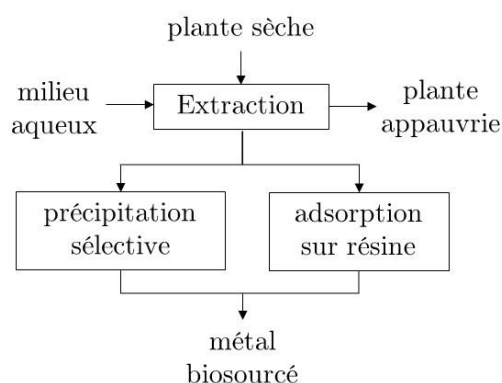 plante sèche
milieu
aqueux
Extraction
plante
appauvrie
précipitation
sélective
adsorption
sur résine
métal
biosourcé